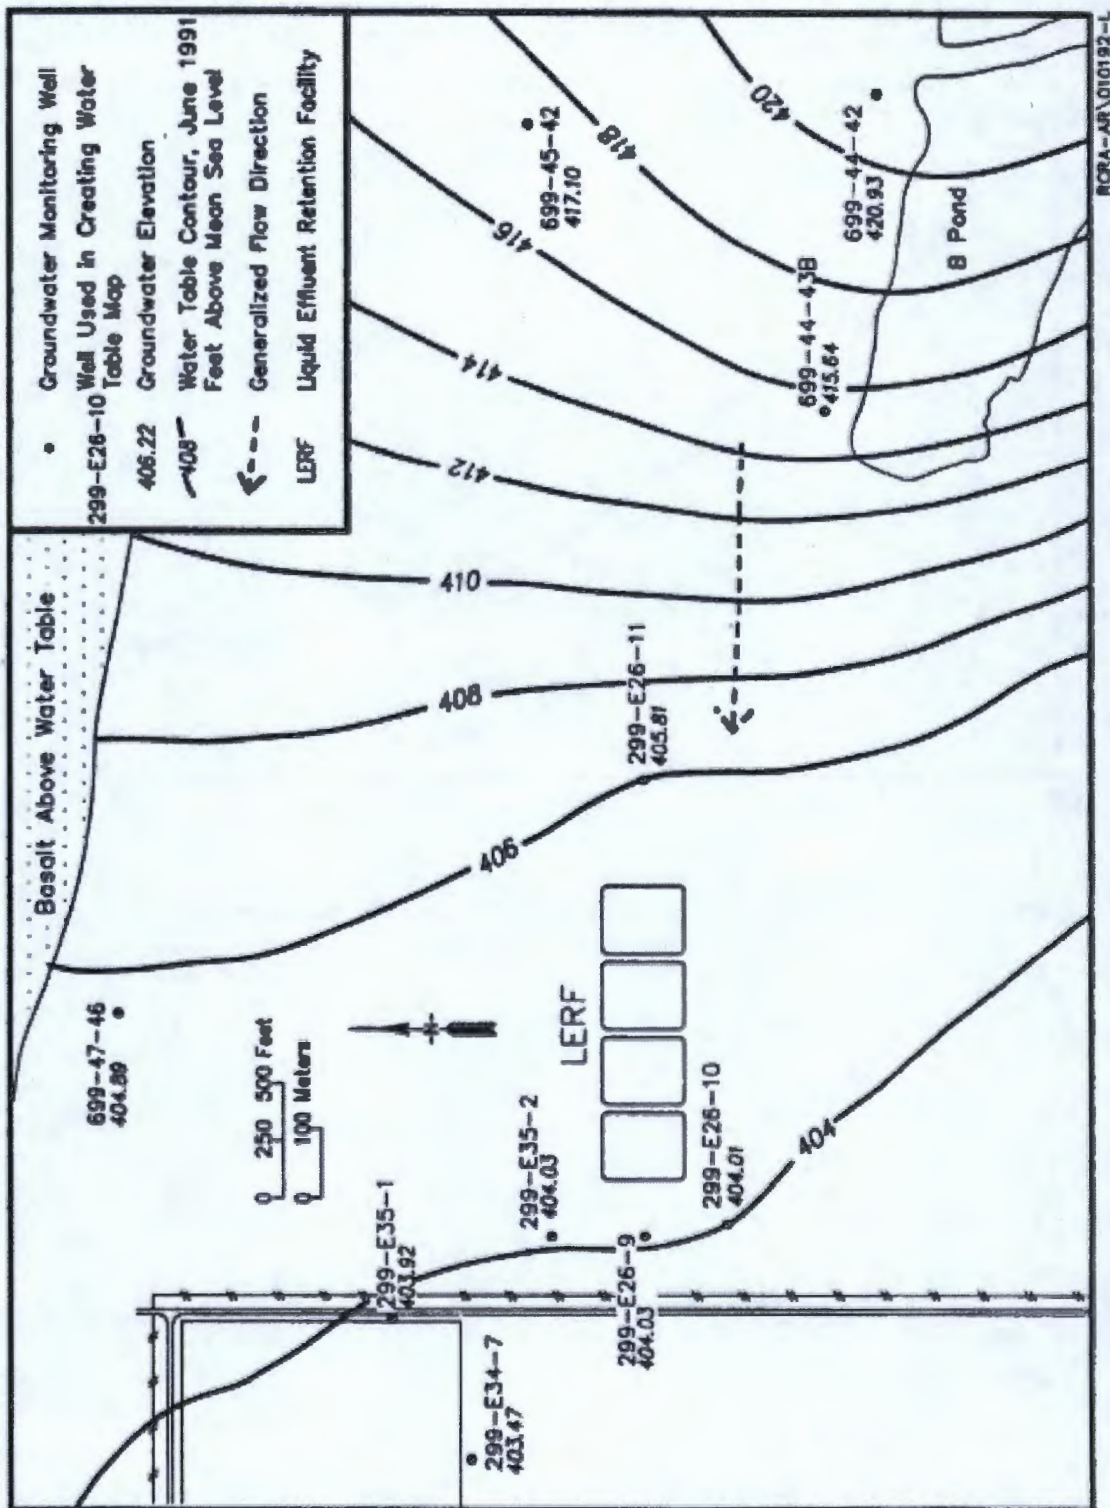 Groundwater Monitoring Well
299-E26-10 Well Used in Creating Water
Table Map
406.22 Groundwater Elevation
408 Water Table Contour, June 1991
Feet Above Mean Sea Level
Generalized Flow Direction
LERF Liquid Effluent Retention Facility
Basalt Above Water Table
699-47-46
404.89
0 250 500 Feet
0 100 Meters
N
299-E35-1
403.92
299-E34-7
403.47
299-E35-2
404.03
LERF
299-E26-9
404.03
299-E26-10
404.01
404
406
299-E26-11
405.81
408
410
412
414
416
418
420
699-45-42
417.10
699-44-43B
415.64
699-44-42
420.93
B Pond
RCRA-AR\010192-L